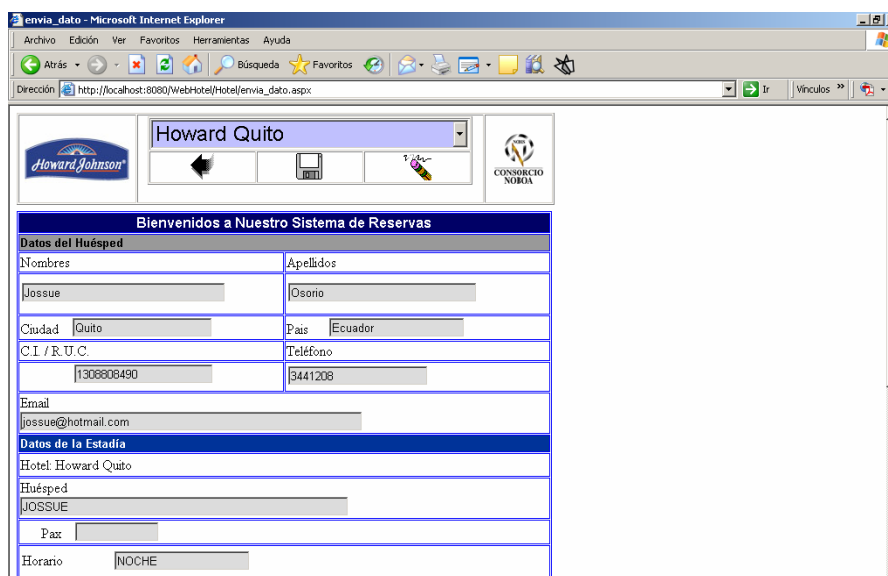 envia_dato - Microsoft Internet Explorer
Archivo Edición Ver Favoritos Herramientas Ayuda
Atrás Búsqueda Favoritos
Dirección http://localhost:8080/WebHotel/Hotel/envia_dato.aspx Ir Vínculos »
Howard Johnson®
Howard Quito
CONSORCIO
NOBOA
Bienvenidos a Nuestro Sistema de Reservas
Datos del Huésped
Nombres Apellidos
Jossue Osorio
Ciudad Quito Pais Ecuador
C.I. / R.U.C. Teléfono
1308808490 3441208
Email
jossue@hotmail.com
Datos de la Estadía
Hotel: Howard Quito
Huésped
JOSSUE
Pax
Horario NOCHE